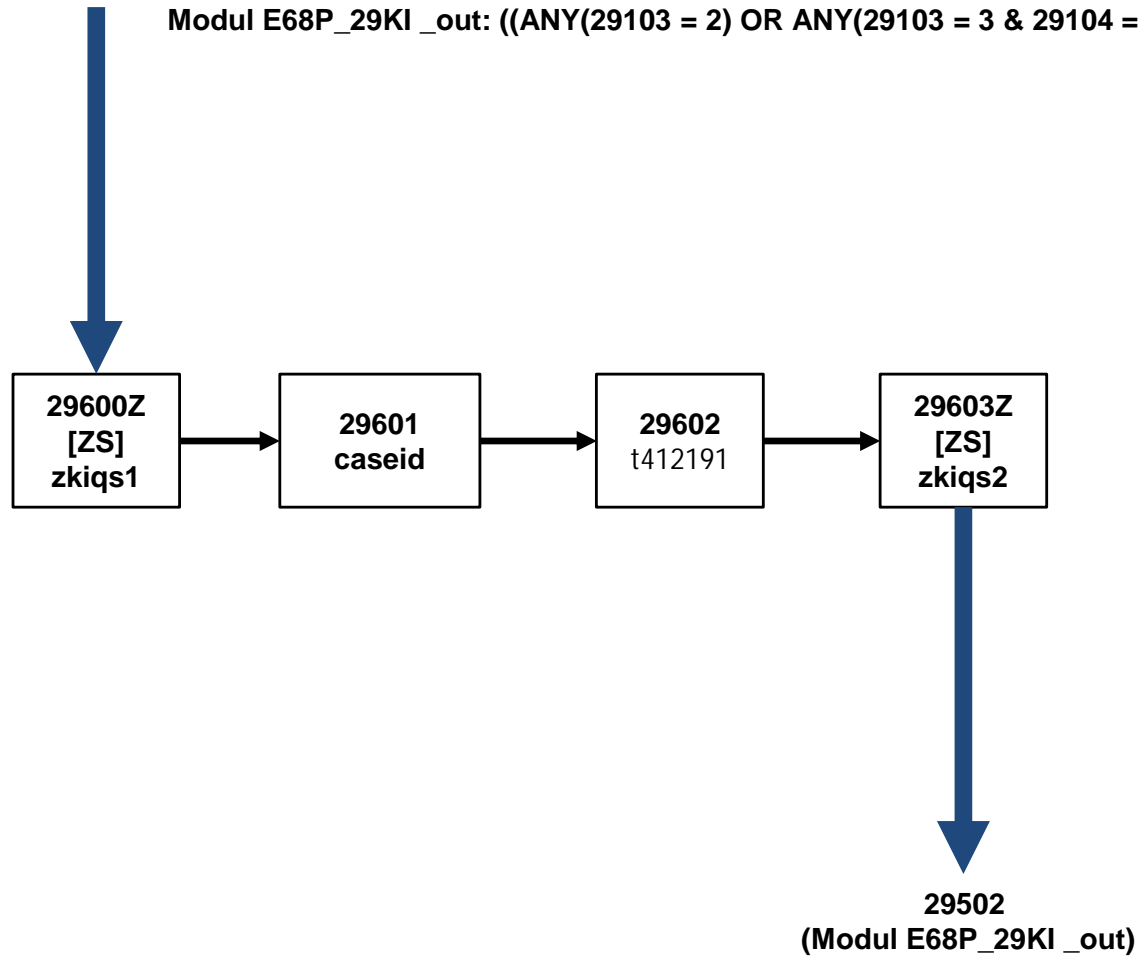 Modul E68P_29KI _out: ((ANY(29103 = 2) OR ANY(29103 = 3 & 29104 =
29600Z
[ZS]
zkiqs1
29601
caseid
29602
t412191
29603Z
[ZS]
zkiqs2
29502
(Modul E68P_29KI _out)